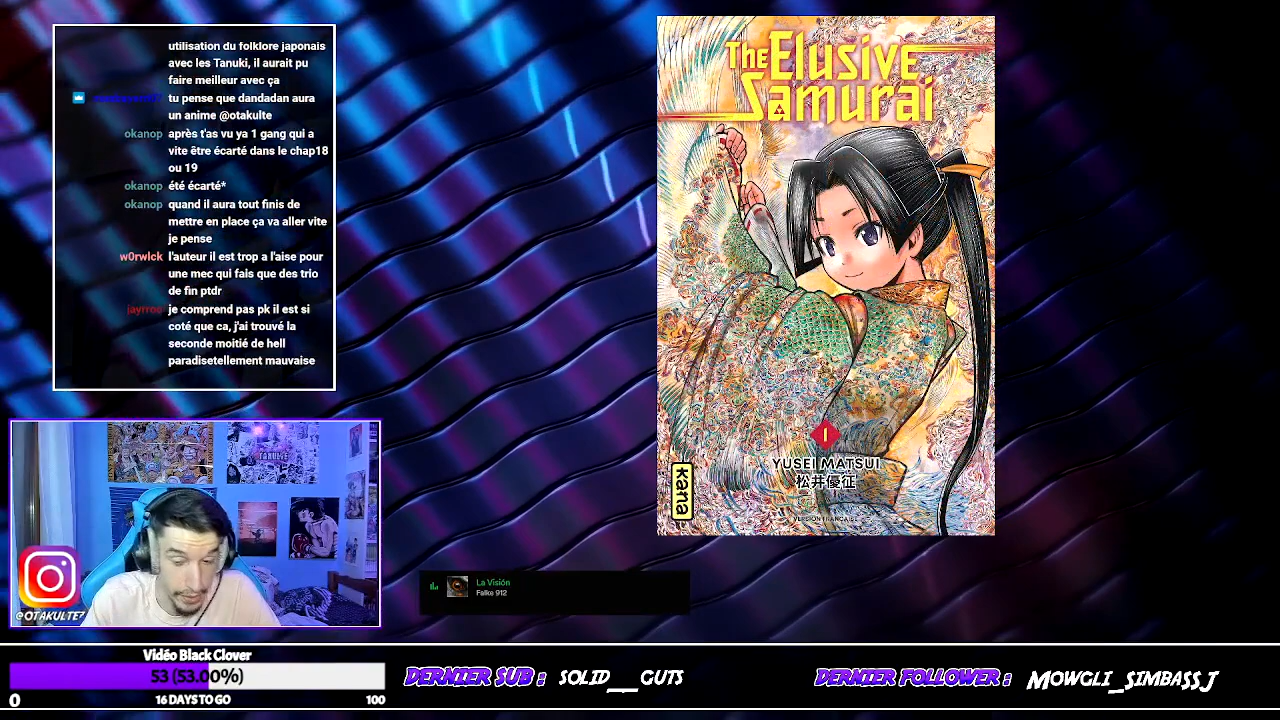 utilisation du folklore japonais
avec les Tanuki, il aurait pu
faire meilleur avec ça
tu pense que dandadan aura
un anime @otakulte
okanop après t'as vu ya 1 gang qui a
vite être écarté dans le chap18
ou 19
okanop été écarté*
okanop quand il aura tout finis de
mettre en place ça va aller vite
je pense
w0rwlck l'auteur il est trop a l'aise pour
une mec qui fais que des trio
de fin ptdr
jayrroo je comprend pas pk il est si
coté que ca, j'ai trouvé la
seconde moitié de hell
paradisetellement mauvaise
The Elusive
Samurai
1
YUSEI MATSUI
松井優征
VERSION FRANÇAISE
kana
@OTAKULTE7
La Visión
Falke 912
Vidéo Black Clover
53 (53.00%)
0 16 DAYS TO GO 100
DERNIER SUB : SOLID__GUTS
DERNIER FOLLOWER : MOWGLI_SIMBASSJ